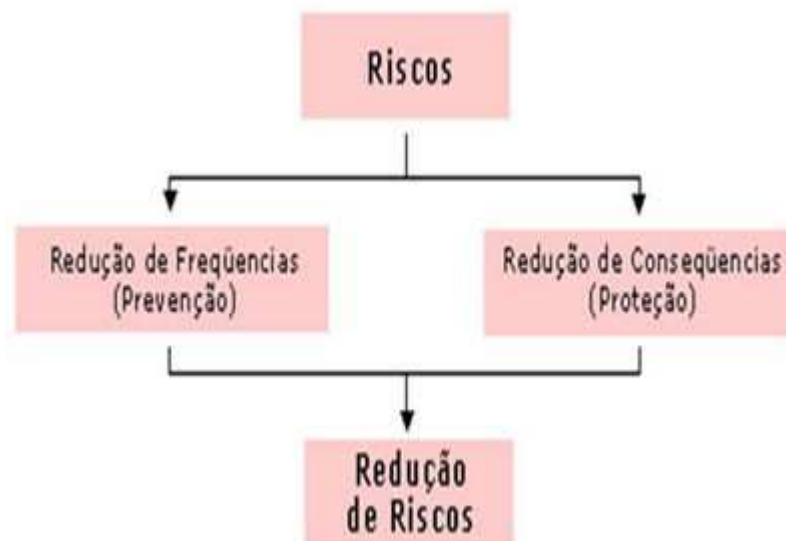 Riscos
Redução de Freqüencias
(Prevenção)
Redução de Conseqüencias
(Proteção)
Redução
de Riscos